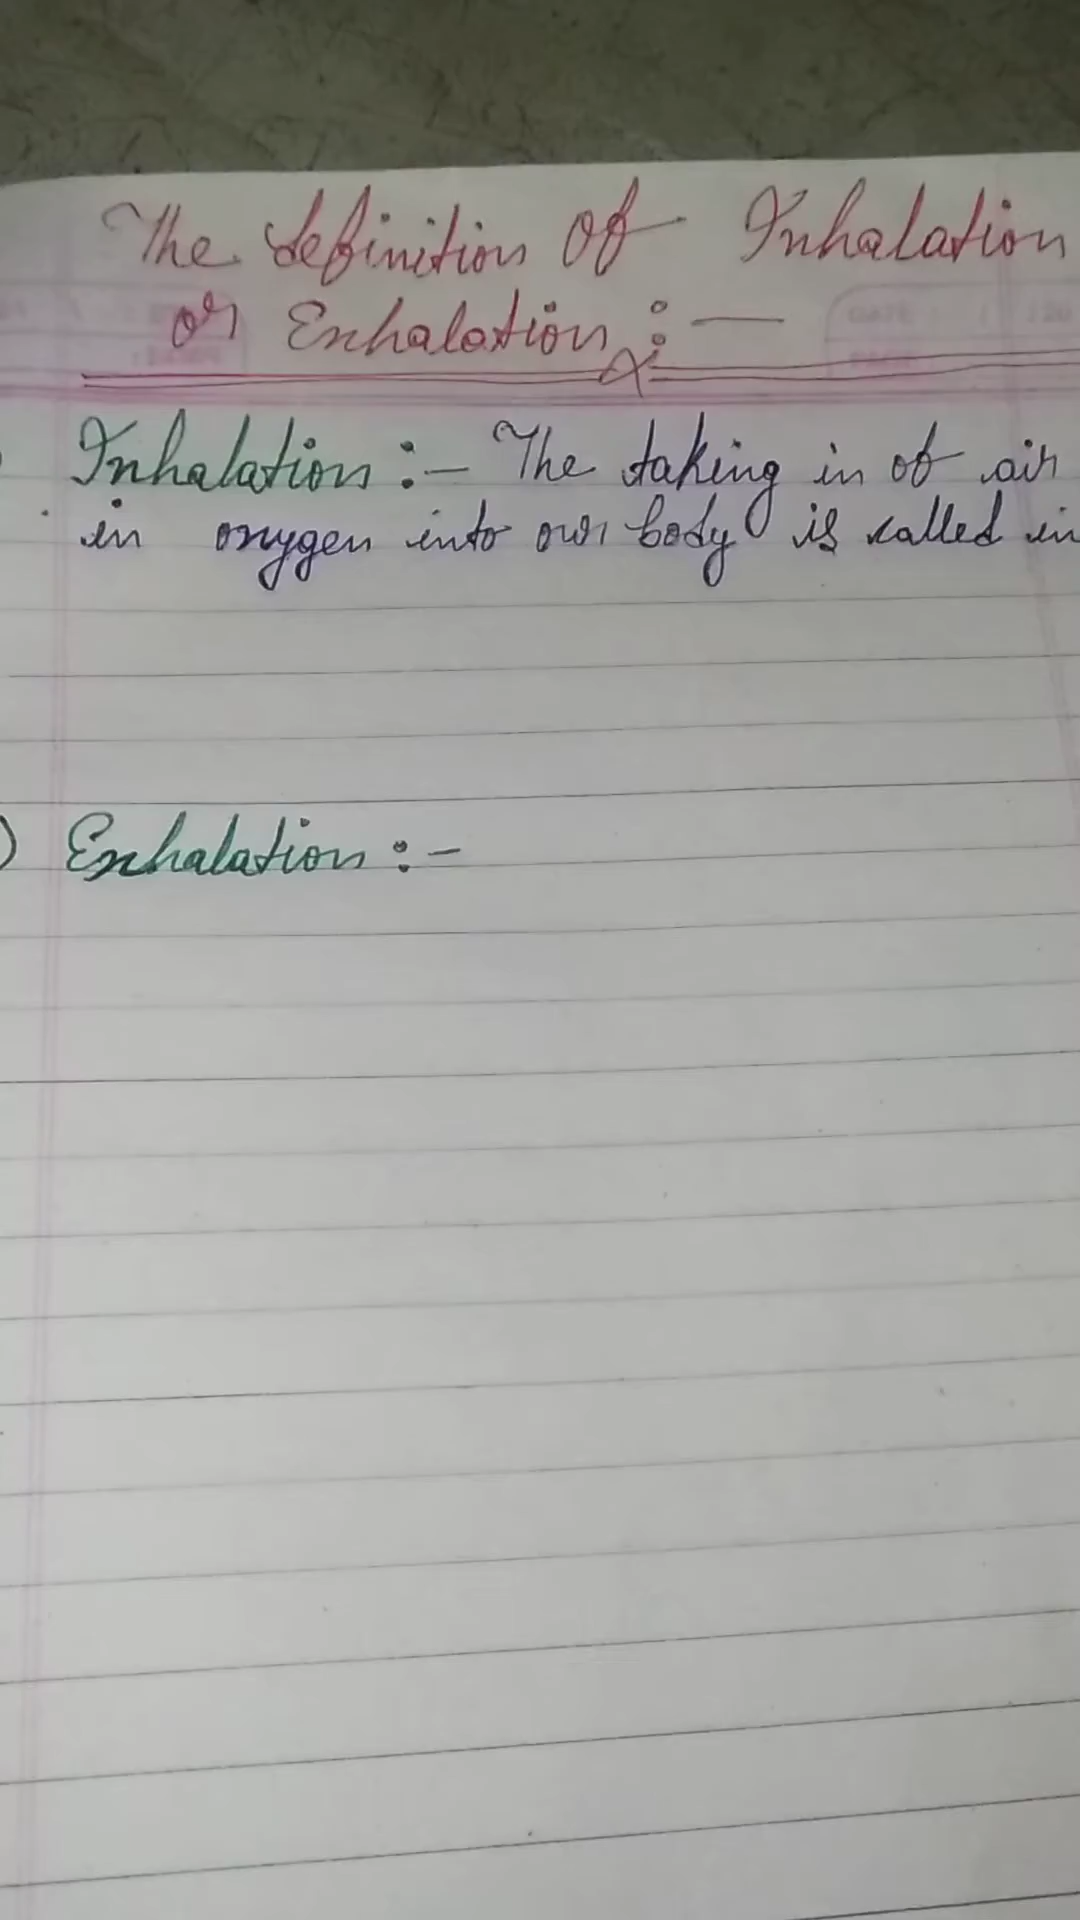 The definition of Inhalation
or Exhalation :—
Inhalation :- The taking in of air
in oxygen into our body is called in
) Exhalation :-